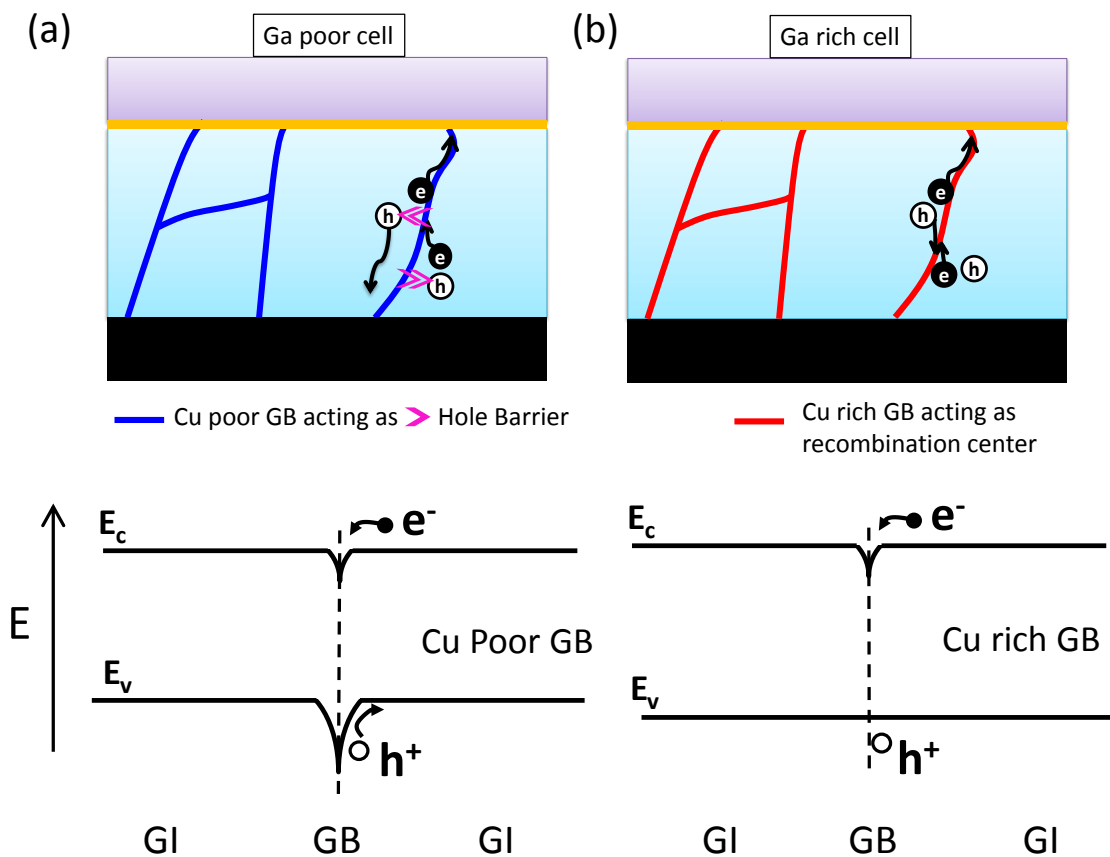 (a)
Ga poor cell
(b)
Ga rich cell
e
h
e
h
e
h
e
h
Cu poor GB acting as
Hole Barrier
Cu rich GB acting as
recombination center
E
Ec
e-
Cu Poor GB
Ev
h+
GI
GB
GI
Ec
e-
Cu rich GB
Ev
h+
GI
GB
GI